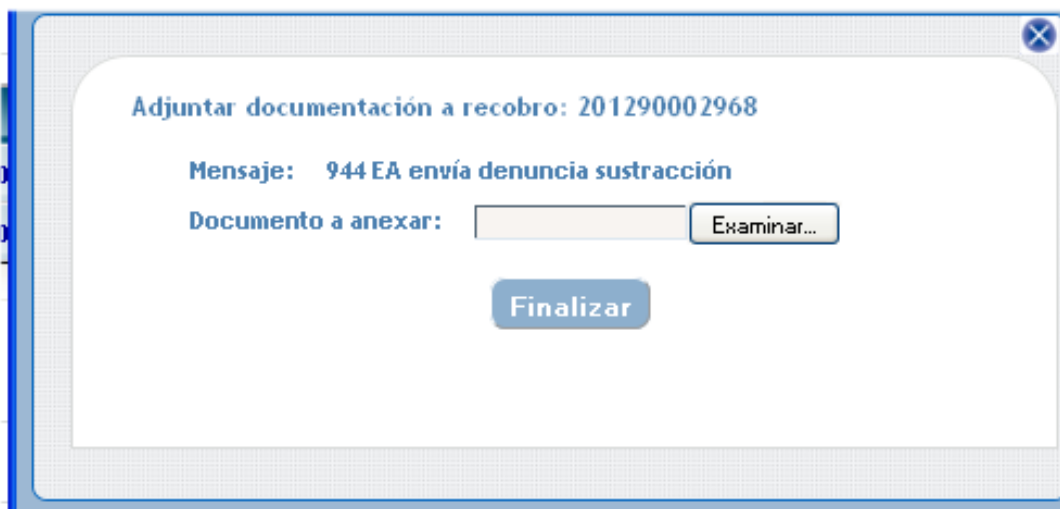 Adjuntar documentación a recobro: 201290002968
Mensaje: 944 EA envía denuncia sustracción
Documento a anexar: Examinar...
Finalizar